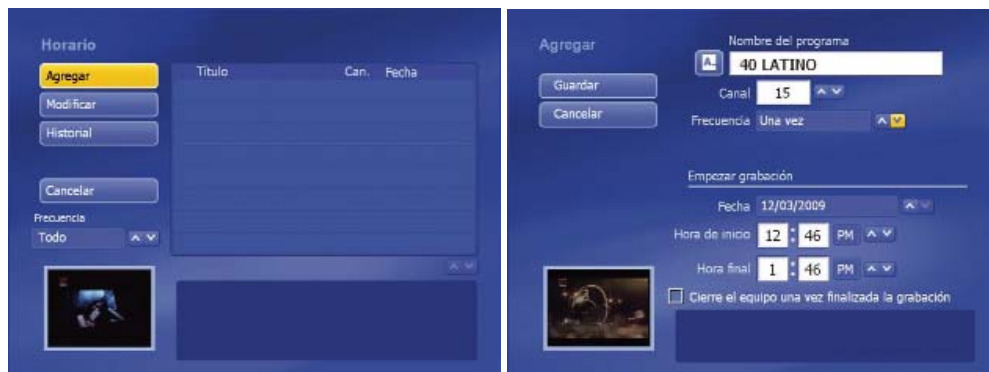 Horario
Agregar
Modificar
Historial
Cancelar
Frecuencia
Todo
Título Can. Fecha
Agregar
Guardar
Cancelar
Nombre del programa
A_ 40 LATINO
Canal 15
Frecuencia Una vez
Empezar grabación
Fecha 12/03/2009
Hora de inicio 12 : 46 PM
Hora final 1 : 46 PM
Cierre el equipo una vez finalizada la grabación